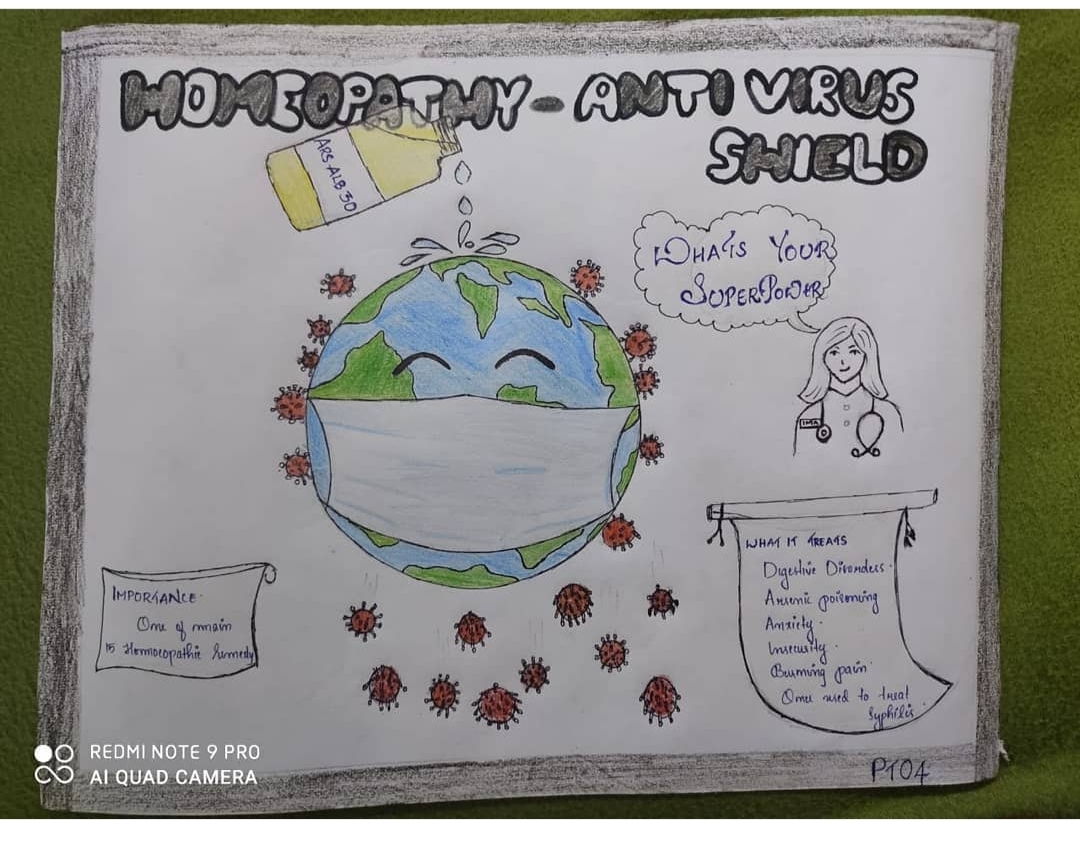 HOMEOPATHY - ANTI VIRUS
SHIELD
ARS.ALB 30
WHAT'S YOUR
SUPERPOWER
IMA
IMPORTANCE.
One of main
15 Homoeopathic Remedy
WHAT IT TREATS
Digestive Disorders.
Arsenic poisoning
Anxiety.
Insecurity.
Burning pain.
Once used to treat
Syphilis.
PT04
REDMI NOTE 9 PRO
AI QUAD CAMERA